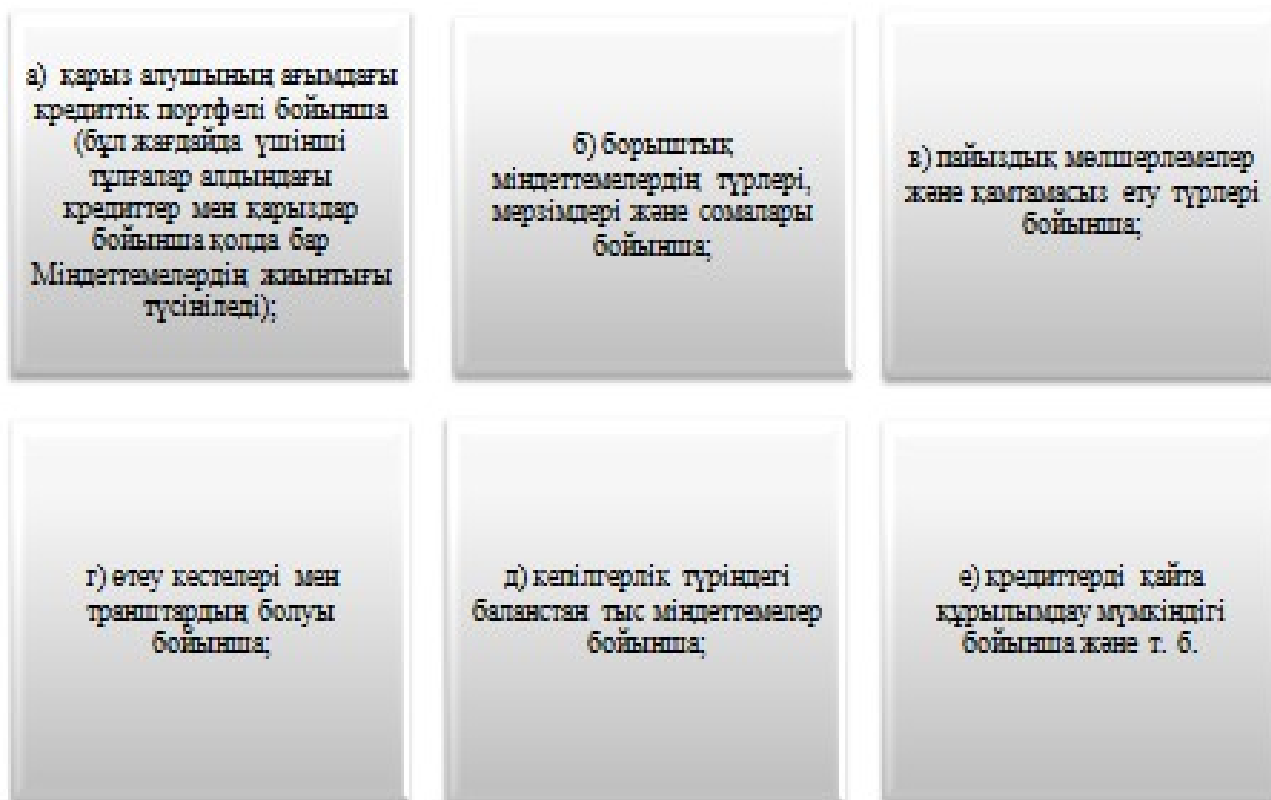 а) қарыз алушының ағымдағы
кредиттік портфелі бойынша
(бұл жағдайда үшінші
тұлғалар алдындағы
кредиттер мен қарыздар
бойынша қолда бар
Міндеттемелердің жиынтығы
түсініледі);
б) борыштық
міндеттемелердің түрлері,
мерзімдері және сомалары
бойынша;
в) пайыздық мөлшерлемелер
және қамтамасыз ету түрлері
бойынша;
г) өтеу кестелері мен
транштардың болуы
бойынша;
д) кепілгерлік түріндегі
баланстан тыс міндеттемелер
бойынша;
е) кредиттерді қайта
құрылымдау мүмкіндігі
бойынша және т. б.